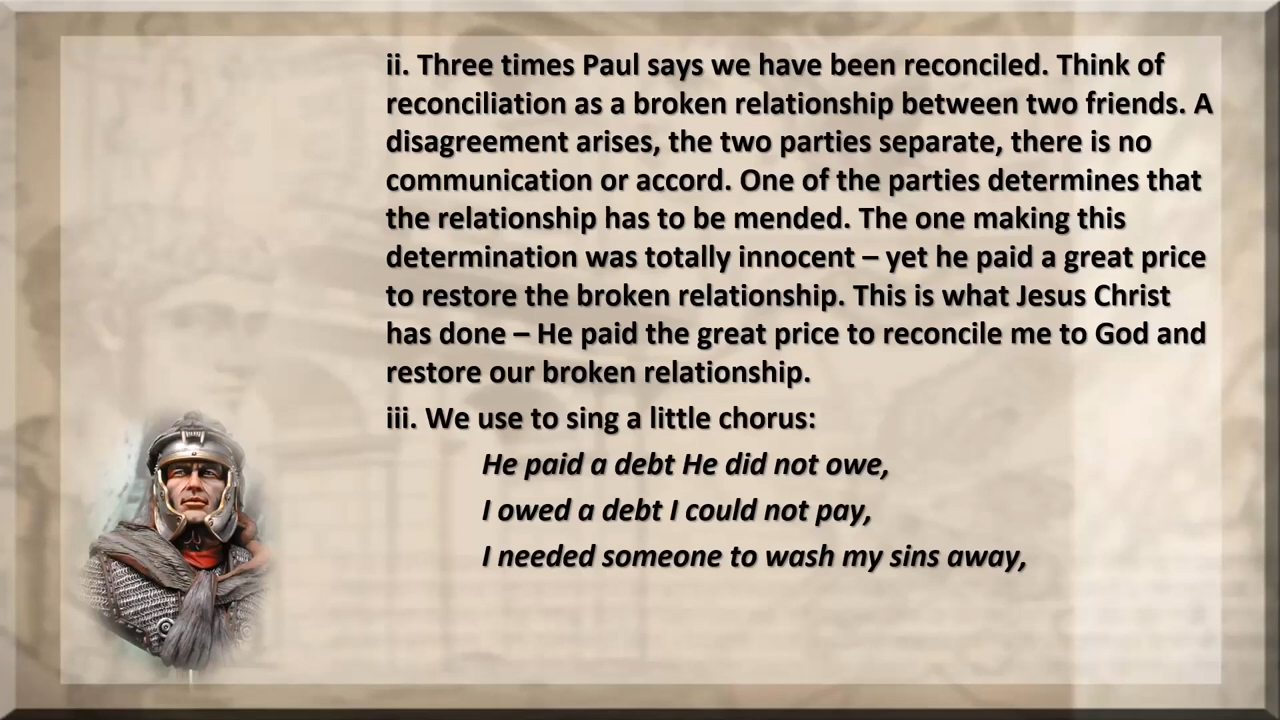 ii. Three times Paul says we have been reconciled. Think of
reconciliation as a broken relationship between two friends. A
disagreement arises, the two parties separate, there is no
communication or accord. One of the parties determines that
the relationship has to be mended. The one making this
determination was totally innocent – yet he paid a great price
to restore the broken relationship. This is what Jesus Christ
has done – He paid the great price to reconcile me to God and
restore our broken relationship.
iii. We use to sing a little chorus:
He paid a debt He did not owe,
I owed a debt I could not pay,
I needed someone to wash my sins away,